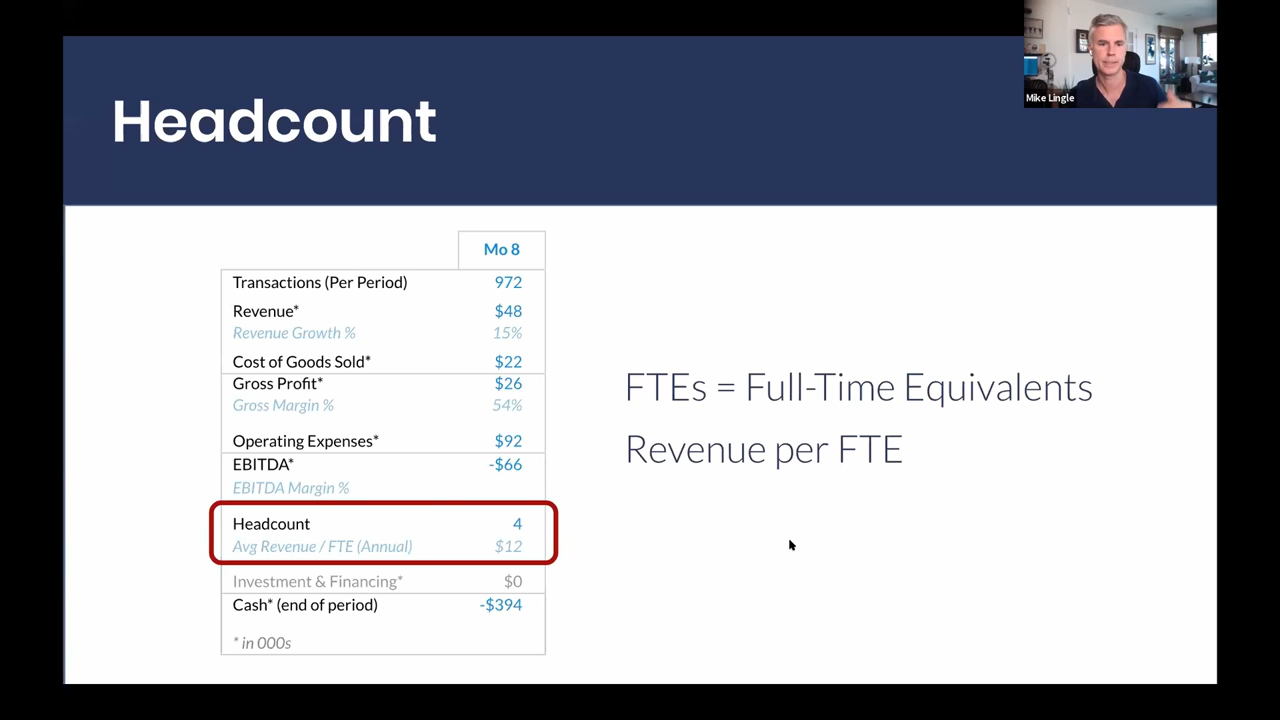 Mike Lingle
Headcount
Mo 8
Transactions (Per Period) 972
Revenue* $48
Revenue Growth % 15%
Cost of Goods Sold* $22
Gross Profit* $26
Gross Margin % 54%
Operating Expenses* $92
EBITDA* -$66
EBITDA Margin %
Headcount 4
Avg Revenue / FTE (Annual) $12
Investment & Financing* $0
Cash* (end of period) -$394
* in 000s
FTEs = Full-Time Equivalents
Revenue per FTE